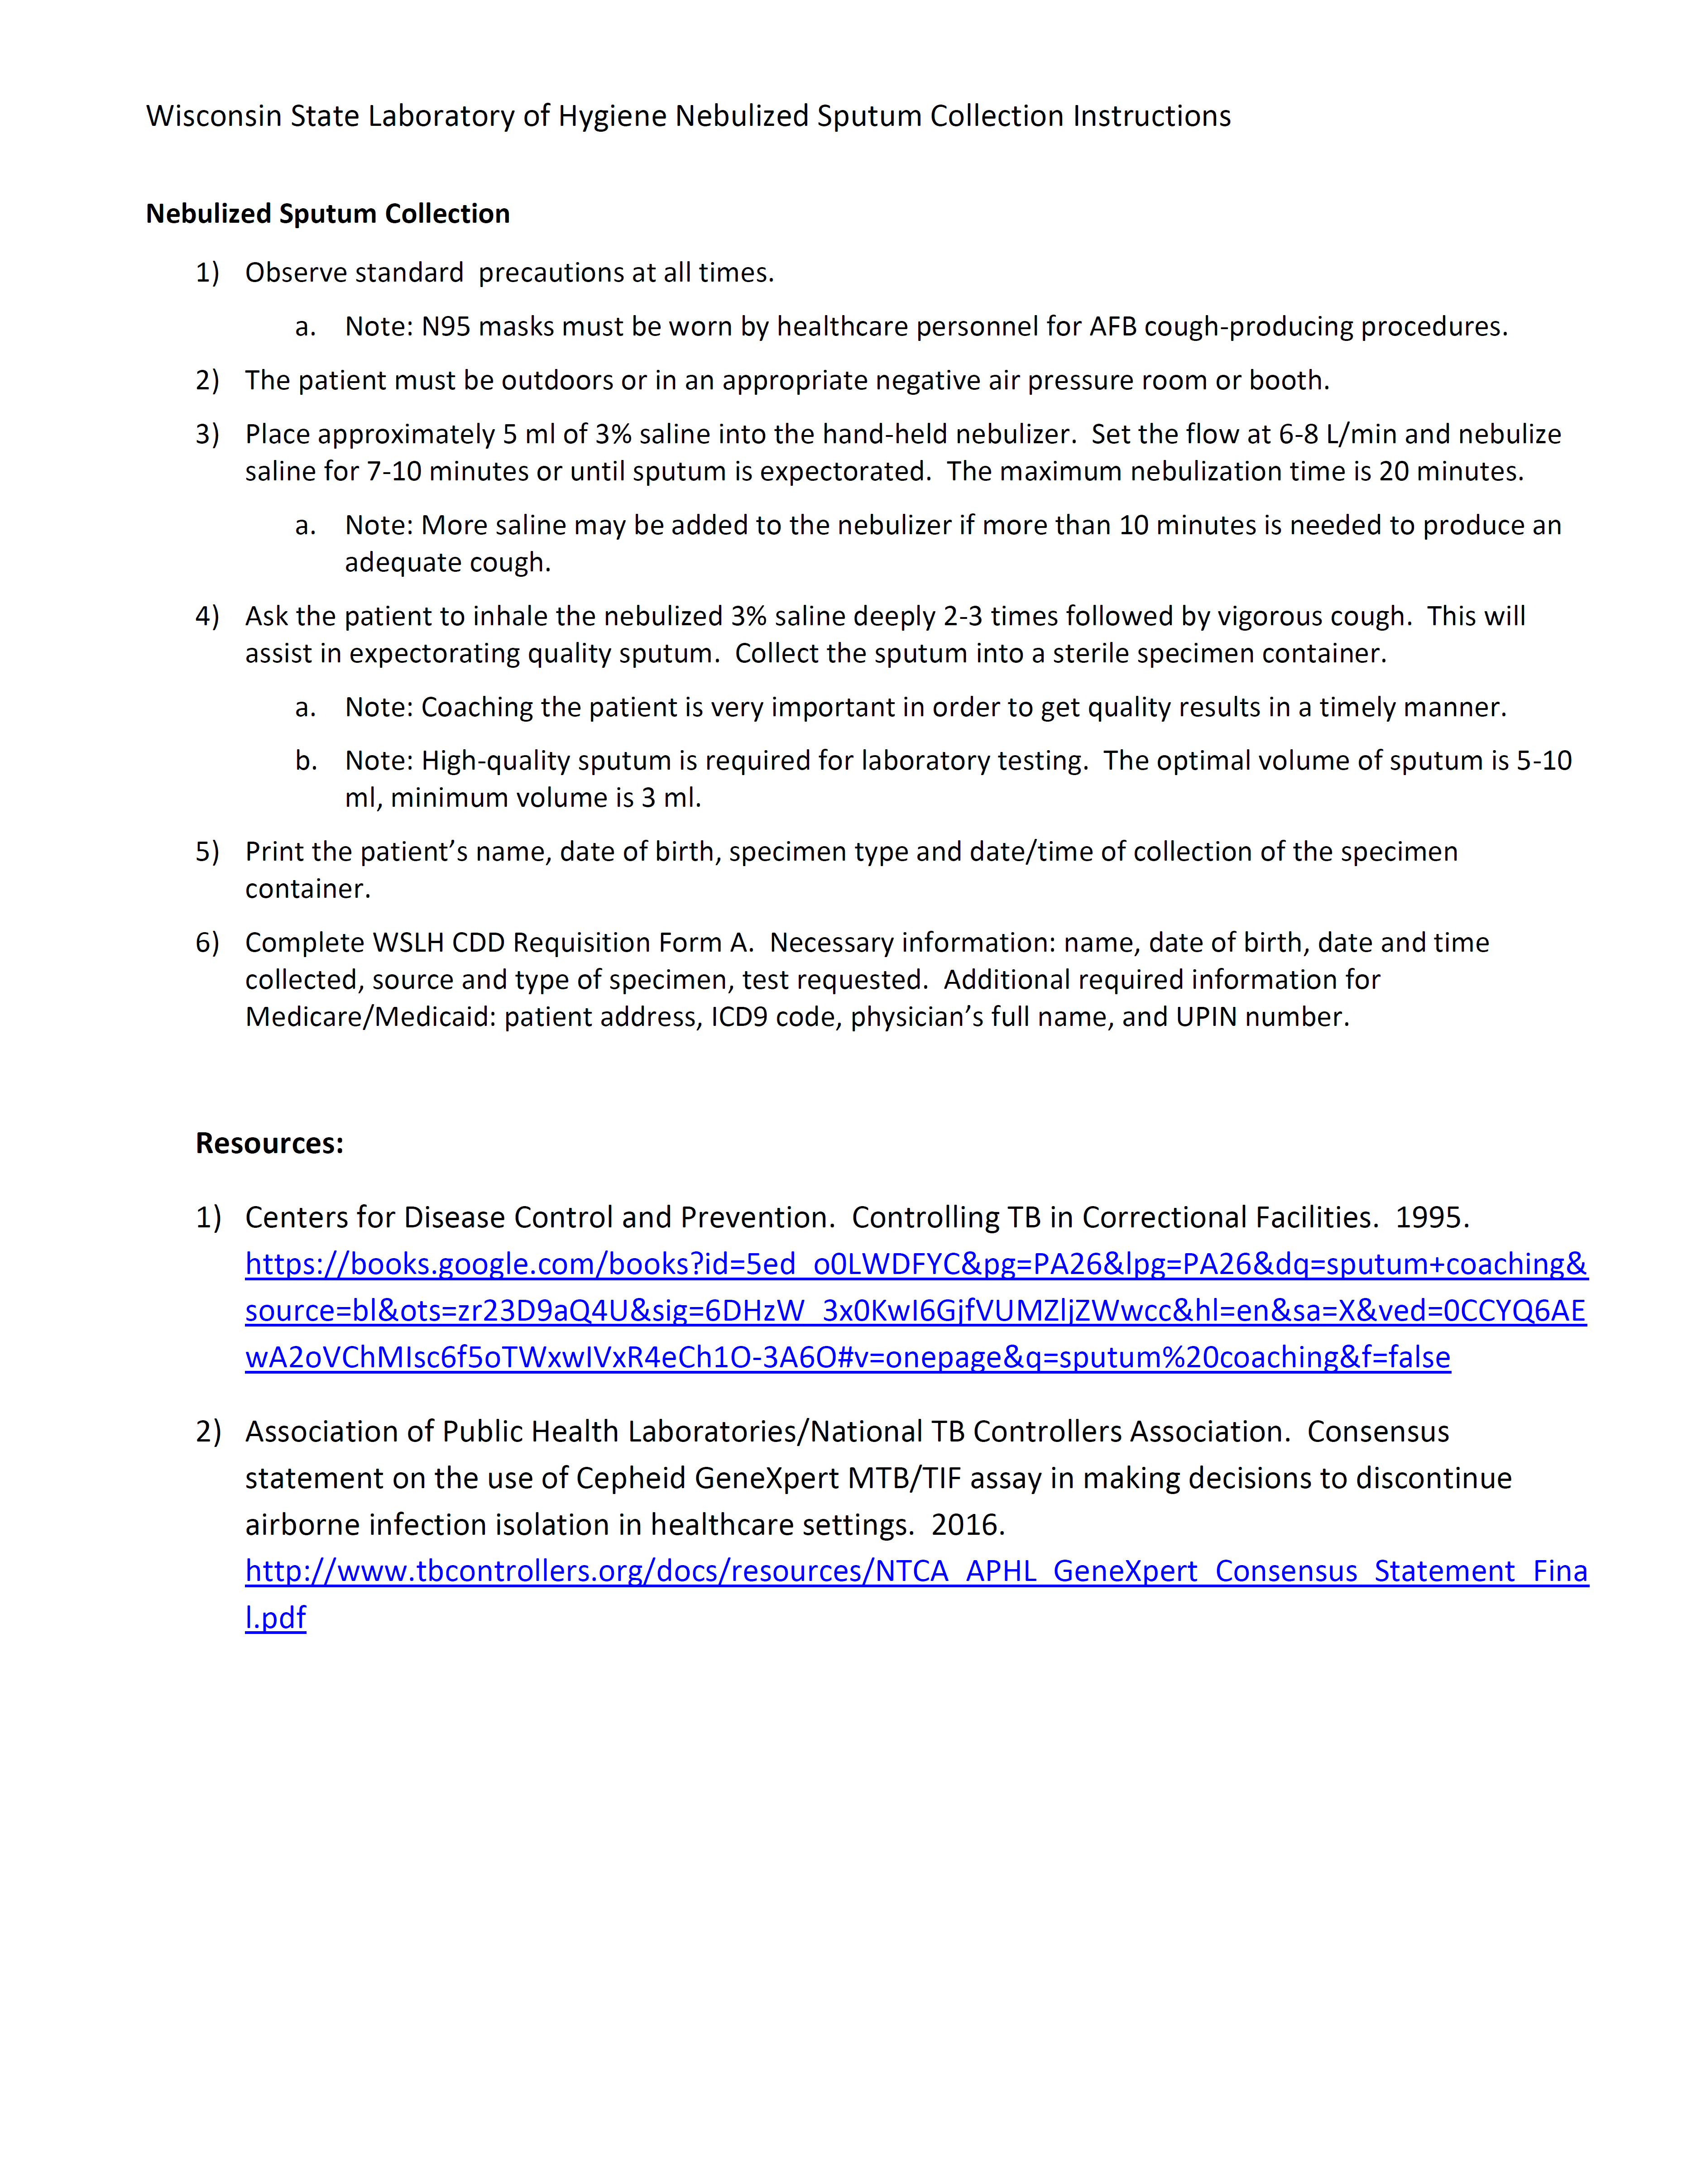 Wisconsin State Laboratory of Hygiene Nebulized Sputum Collection Instructions
Nebulized Sputum Collection
1) Observe standard  precautions at all times.
a. Note: N95 masks must be worn by healthcare personnel for AFB cough-producing procedures.
2) The patient must be outdoors or in an appropriate negative air pressure room or booth.
3) Place approximately 5 ml of 3% saline into the hand-held nebulizer.  Set the flow at 6-8 L/min and nebulize
saline for 7-10 minutes or until sputum is expectorated.  The maximum nebulization time is 20 minutes.
a. Note: More saline may be added to the nebulizer if more than 10 minutes is needed to produce an
adequate cough.
4) Ask the patient to inhale the nebulized 3% saline deeply 2-3 times followed by vigorous cough.  This will
assist in expectorating quality sputum.  Collect the sputum into a sterile specimen container.
a. Note: Coaching the patient is very important in order to get quality results in a timely manner.
b. Note: High-quality sputum is required for laboratory testing.  The optimal volume of sputum is 5-10
ml, minimum volume is 3 ml.
5) Print the patient’s name, date of birth, specimen type and date/time of collection of the specimen
container.
6) Complete WSLH CDD Requisition Form A.  Necessary information: name, date of birth, date and time
collected, source and type of specimen, test requested.  Additional required information for
Medicare/Medicaid: patient address, ICD9 code, physician’s full name, and UPIN number.
Resources:
1) Centers for Disease Control and Prevention.  Controlling TB in Correctional Facilities.  1995.
https://books.google.com/books?id=5ed_o0LWDFYC&pg=PA26&lpg=PA26&dq=sputum+coaching&
source=bl&ots=zr23D9aQ4U&sig=6DHzW_3x0KwI6GjfVUMZljZWwcc&hl=en&sa=X&ved=0CCYQ6AE
wA2oVChMIsc6f5oTWxwIVxR4eCh1O-3A6O#v=onepage&q=sputum%20coaching&f=false
2) Association of Public Health Laboratories/National TB Controllers Association.  Consensus
statement on the use of Cepheid GeneXpert MTB/TIF assay in making decisions to discontinue
airborne infection isolation in healthcare settings.  2016.
http://www.tbcontrollers.org/docs/resources/NTCA_APHL_GeneXpert_Consensus_Statement_Fina
l.pdf